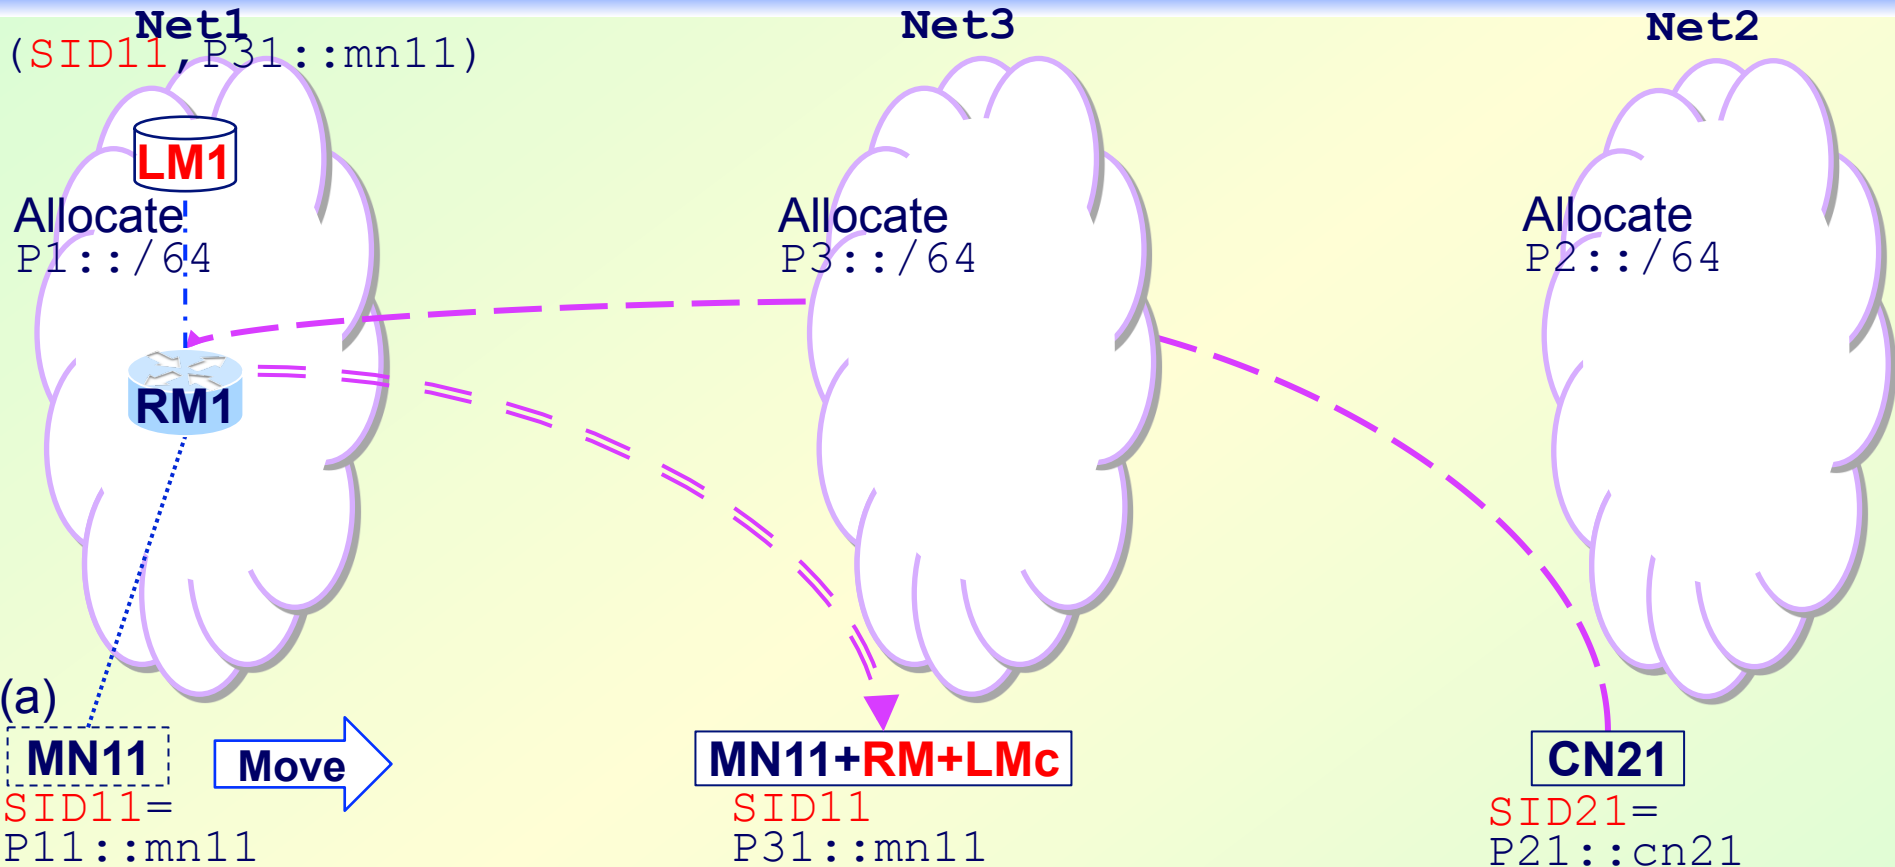 Net1
Net3
Net2
(SID11,P31::mn11)
LM1
Allocate
P1::/64
Allocate
P3::/64
Allocate
P2::/64
RM1
(a)
MN11
Move
MN11+RM+LMc
CN21
SID11=
P11::mn11
SID11
P31::mn11
SID21=
P21::cn21